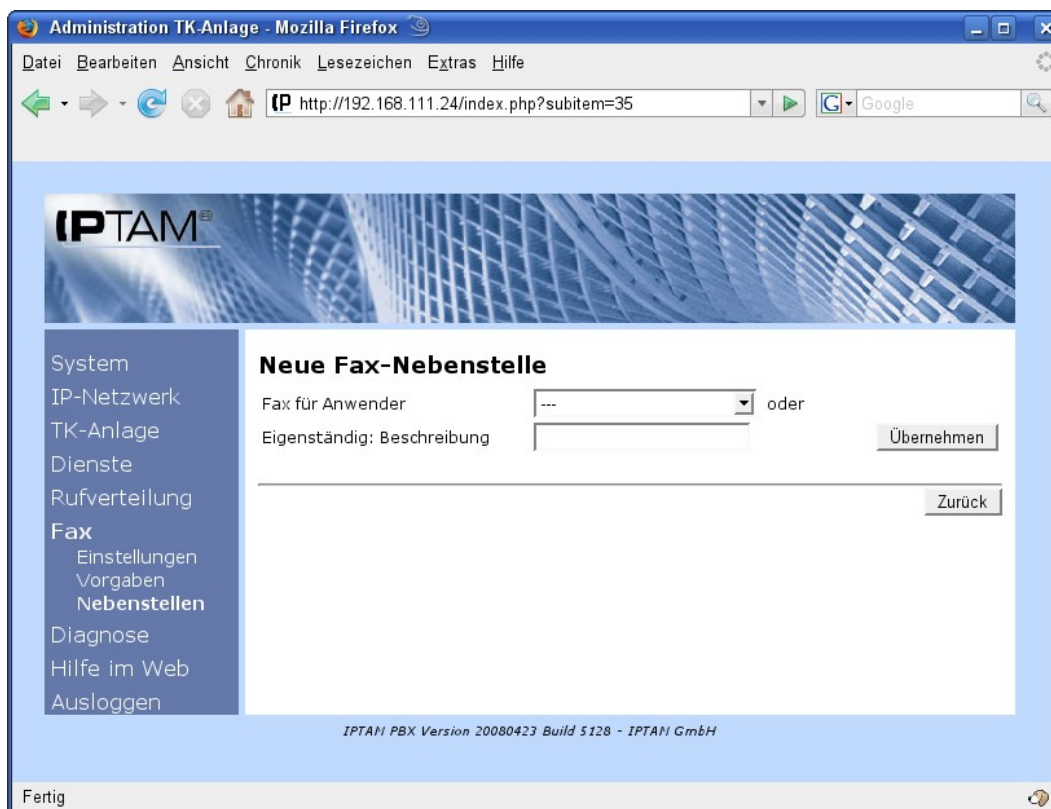 Administration TK-Anlage - Mozilla Firefox
Datei Bearbeiten Ansicht Chronik Lesezeichen Extras Hilfe
IP http://192.168.111.24/index.php?subitem=35 G Google
IPTAM®
System
IP-Netzwerk
TK-Anlage
Dienste
Rufverteilung
Fax
Einstellungen
Vorgaben
Nebenstellen
Diagnose
Hilfe im Web
Ausloggen
Neue Fax-Nebenstelle
Fax für Anwender --- oder
Eigenständig: Beschreibung Übernehmen
Zurück
IPTAM PBX Version 20080423 Build 5128 - IPTAM GmbH
Fertig